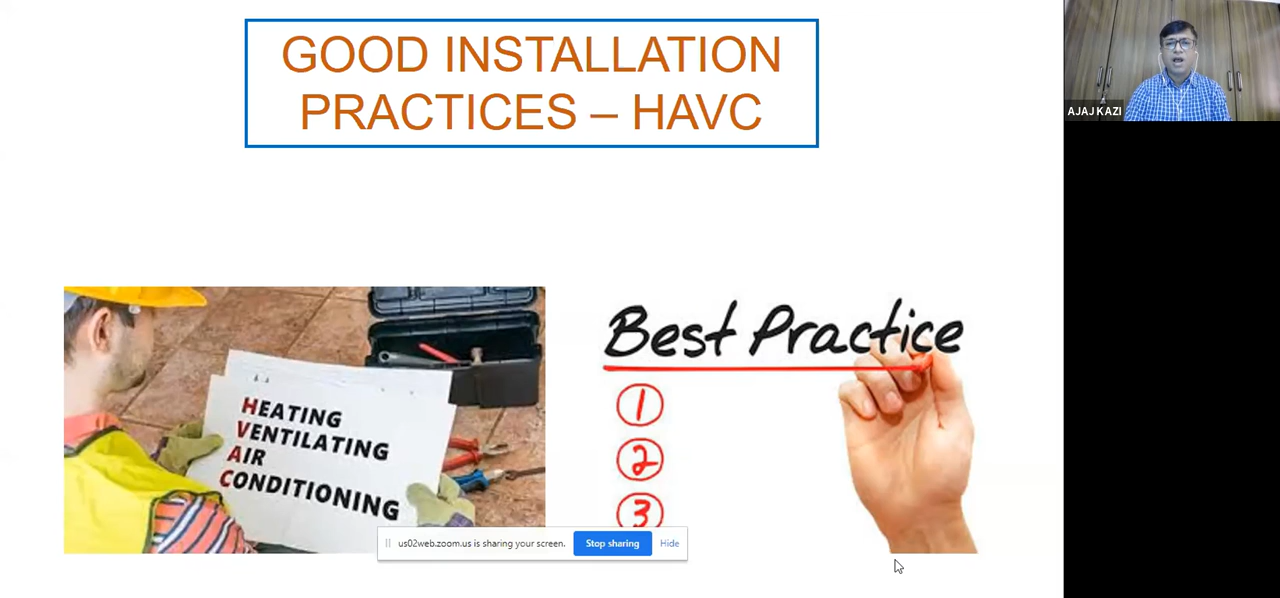 GOOD INSTALLATION
PRACTICES – HAVC
AJAJ KAZI
HEATING
VENTILATING
AIR
CONDITIONING
Best Practice
1
2
3
us02web.zoom.us is sharing your screen.
Stop sharing
Hide